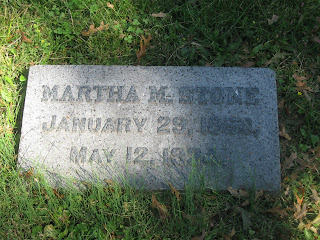 MARTHA M. STONE
JANUARY 29,
MAY 12,